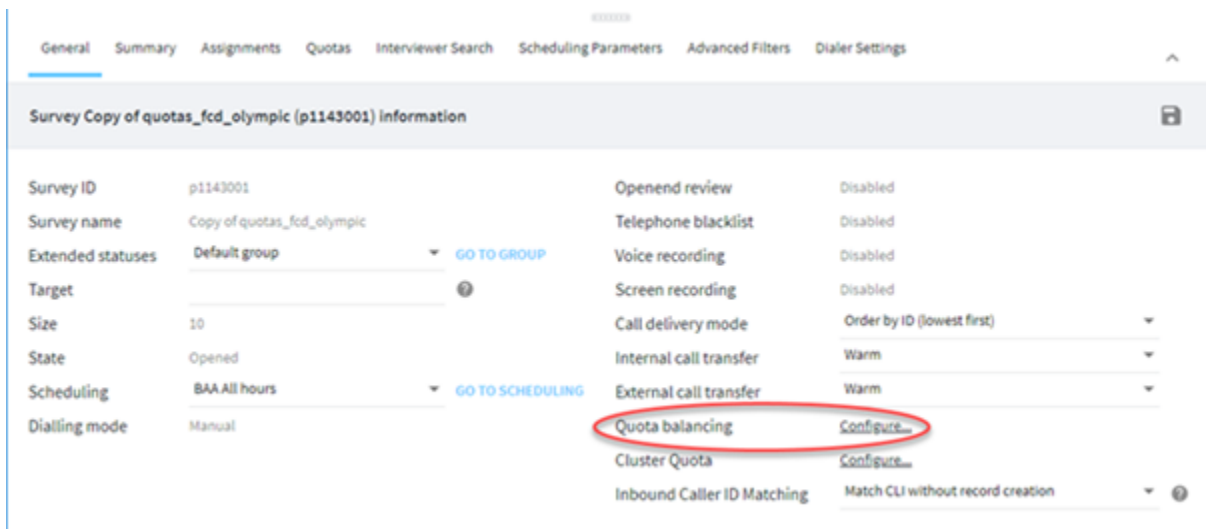 General Summary Assignments Quotas Interviewer Search Scheduling Parameters Advanced Filters Dialer Settings
Survey Copy of quotas_fcd_olympic (p1143001) information
Survey ID p1143001
Survey name Copy of quotas_fcd_olympic
Extended statuses Default group GO TO GROUP
Target
Size 10
State Opened
Scheduling BAA All hours GO TO SCHEDULING
Dialling mode Manual
Openend review Disabled
Telephone blacklist Disabled
Voice recording Disabled
Screen recording Disabled
Call delivery mode Order by ID (lowest first)
Internal call transfer Warm
External call transfer Warm
Quota balancing Configure...
Cluster Quota Configure...
Inbound Caller ID Matching Match CLI without record creation